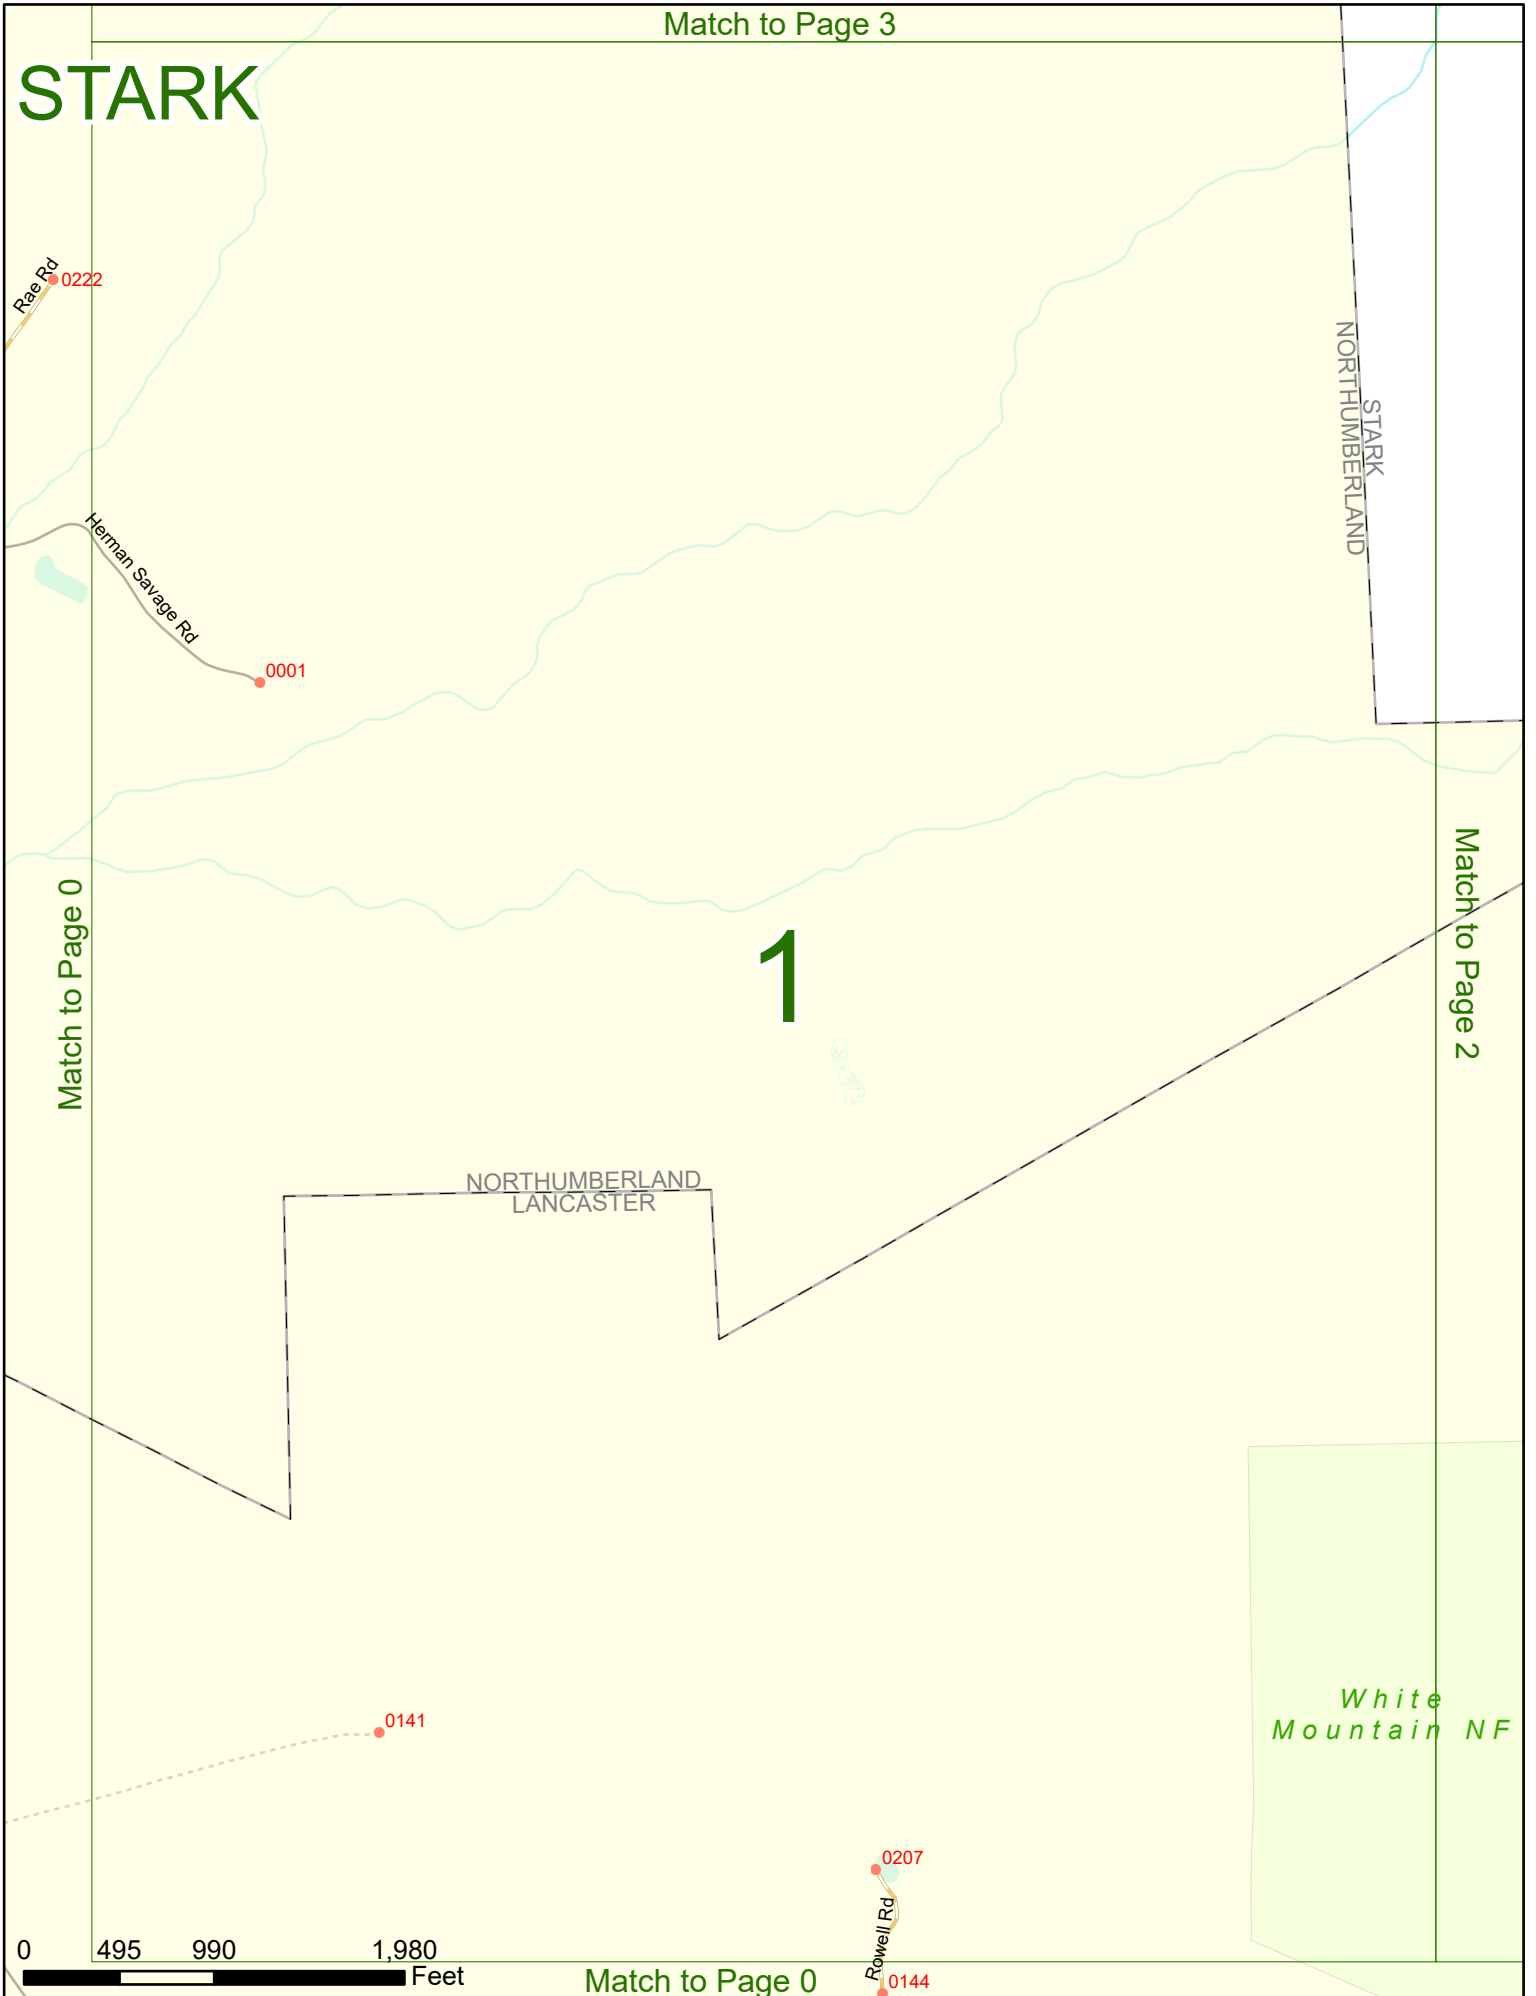 Match to Page 3
STARK
Rae Rd
0222
NORTHUMBERLAND
STARK
Herman Savage Rd
0001
Match to Page 0
1
Match to Page 2
NORTHUMBERLAND
LANCASTER
White
Mountain NF
0141
0207
Rowell Rd
0 495 990 1,980
Feet
Match to Page 0
0144